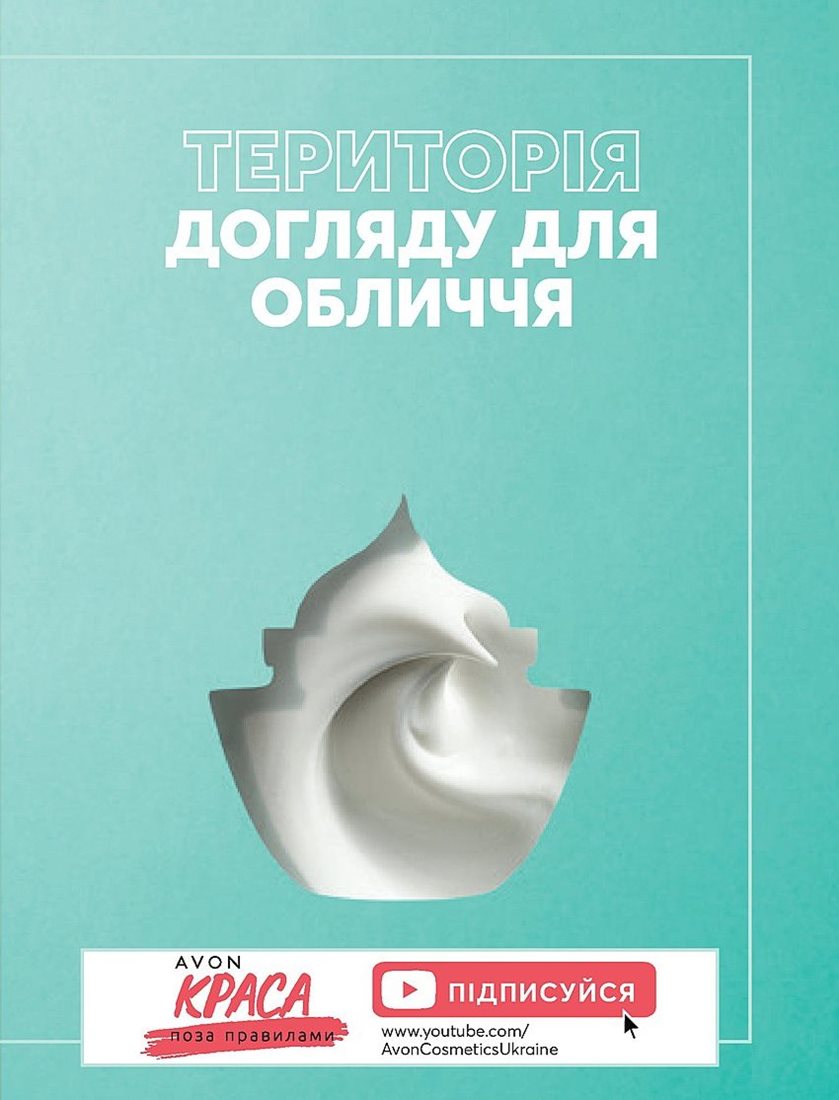 ТЕРИТОРІЯ
ДОГЛЯДУ ДЛЯ
ОБЛИЧЧЯ
AVON
КРАСА
поза правилами
ПІДПИСУЙСЯ
www.youtube.com/
AvonCosmeticsUkraine